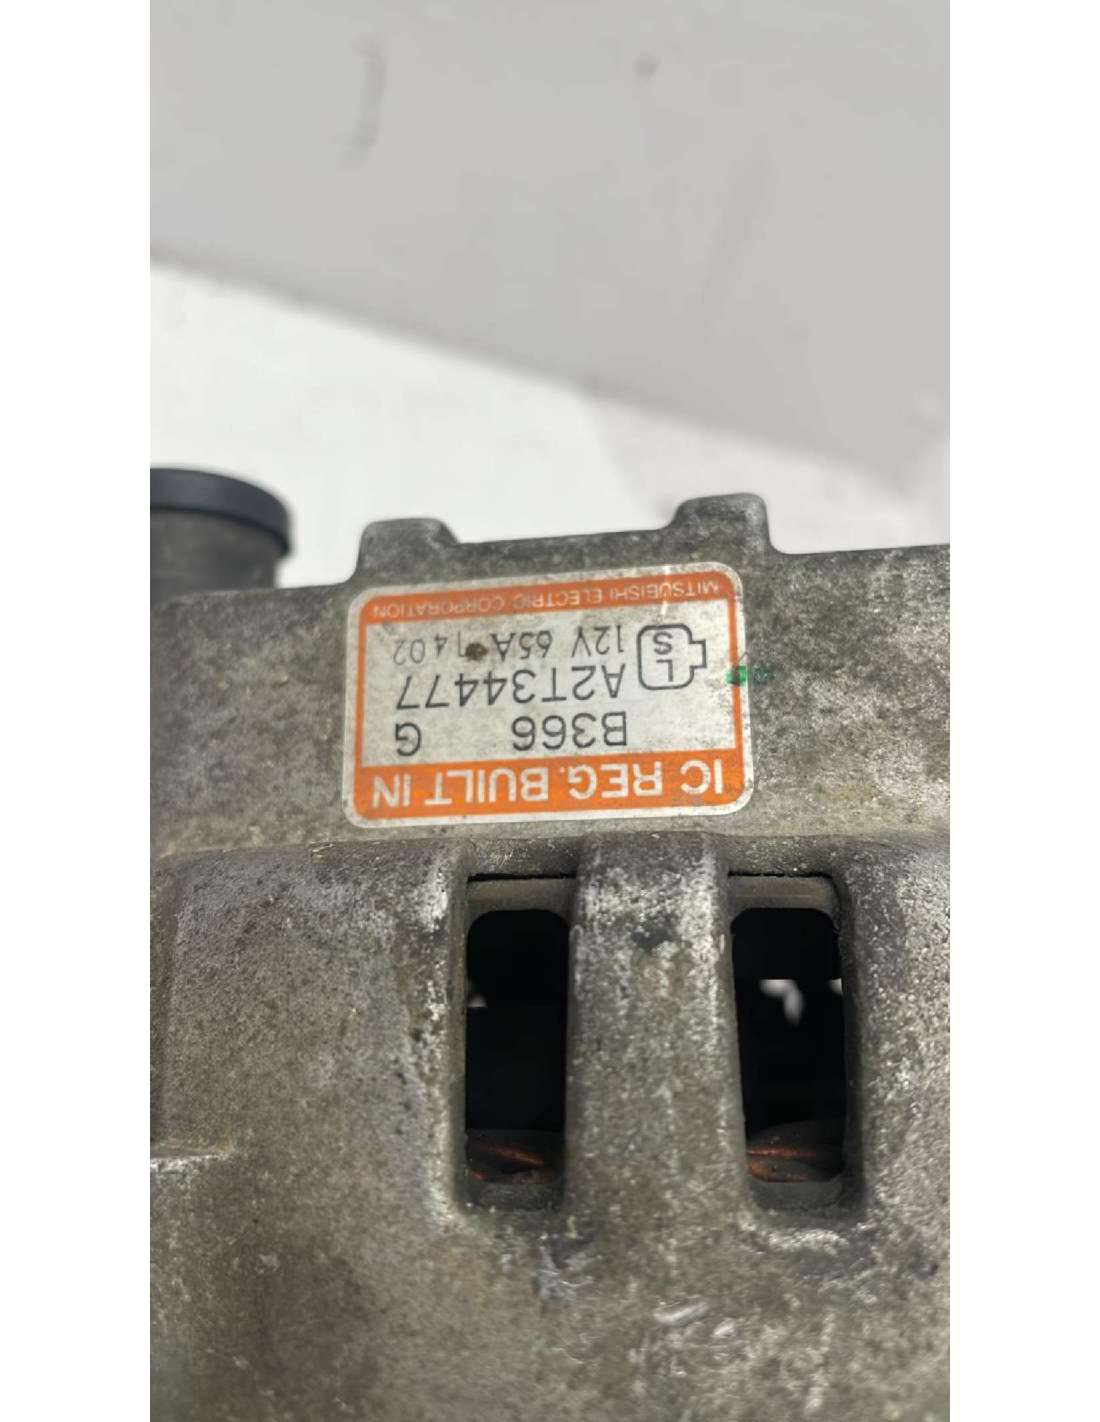 IC REG. BUILT IN
B366 G
A2T34477
L
S
12V 65A 1402
MITSUBISHI ELECTRIC CORPORATION